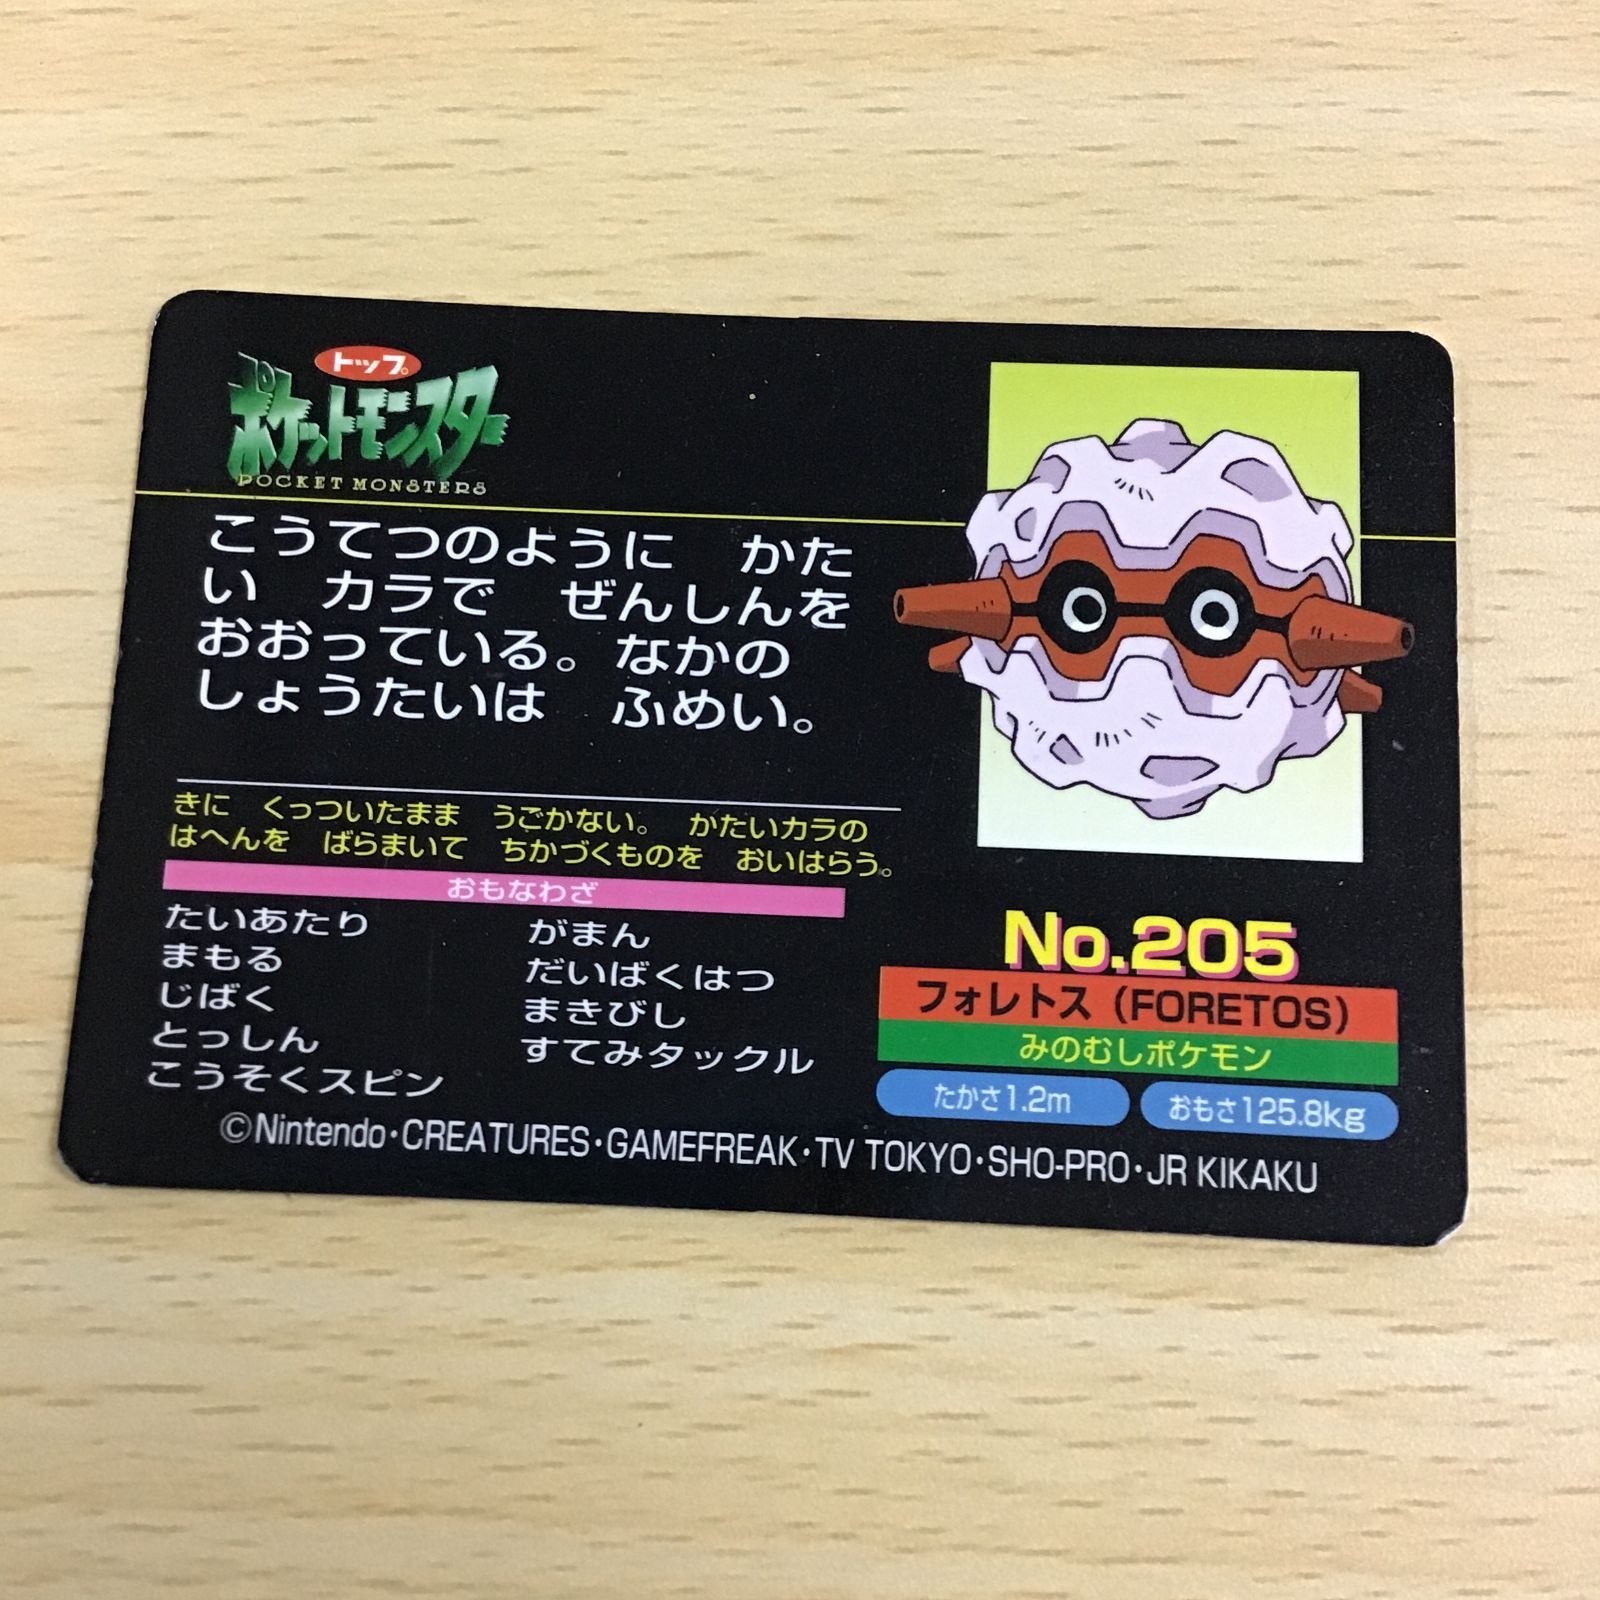 トップ
ポケットモンスター
POCKET MONSTERS
こうてつのように　かた
い　カラで　ぜんしんを
おおっている。なかの
しょうたいは　ふめい。
きに　くっついたまま　うごかない。　かたいカラの
はへんを　ばらまいて　ちかづくものを　おいはらう。
おもなわざ
たいあたり
まもる
じばく
とっしん
こうそくスピン
がまん
だいばくはつ
まきびし
すてみタックル
No.205
フォレトス（FORETOS）
みのむしポケモン
たかさ1.2m
おもさ125.8kg
©Nintendo・CREATURES・GAMEFREAK・TV TOKYO・SHO-PRO・JR KIKAKU